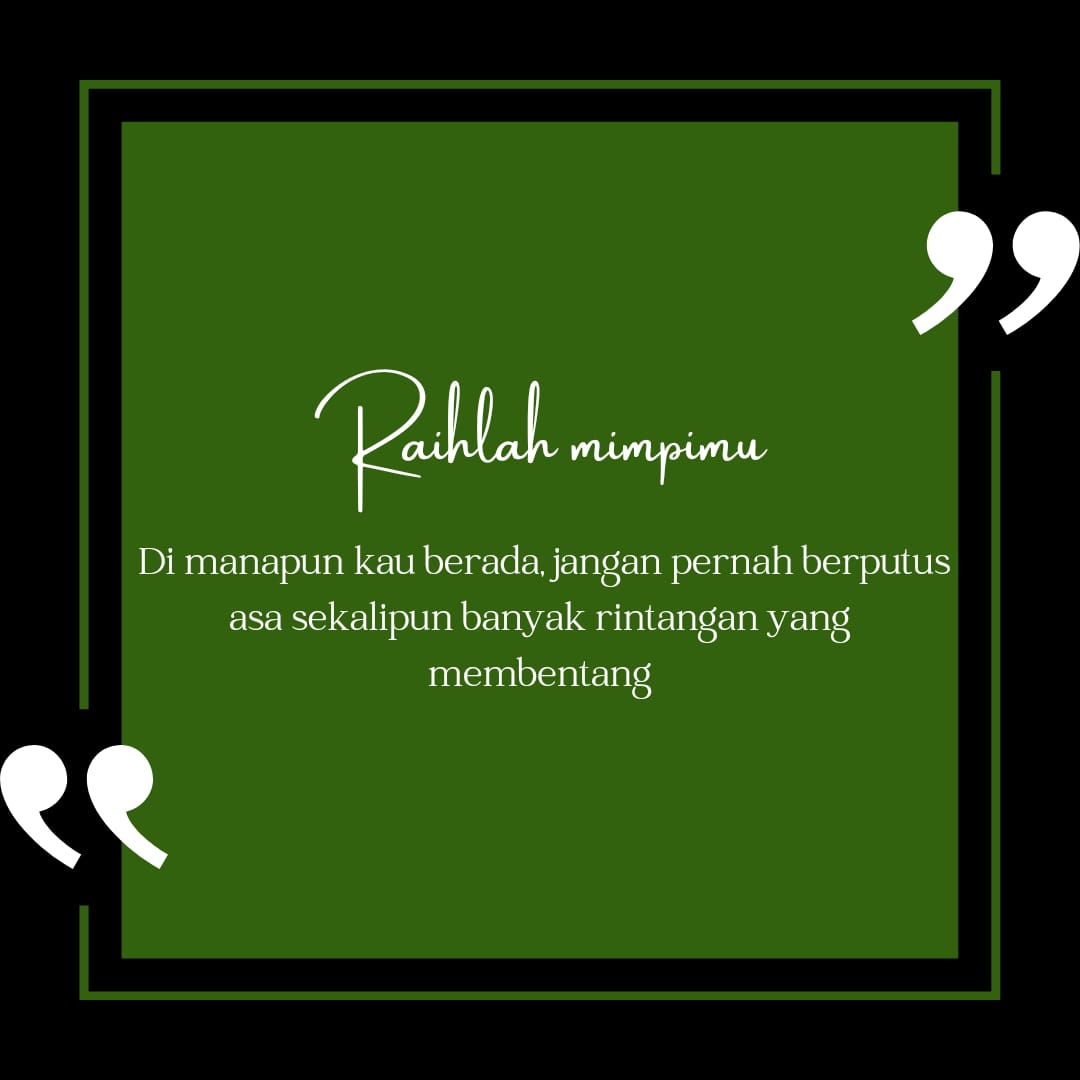 Raihlah mimpimu
Di manapun kau berada, jangan pernah berputus
asa sekalipun banyak rintangan yang
membentang